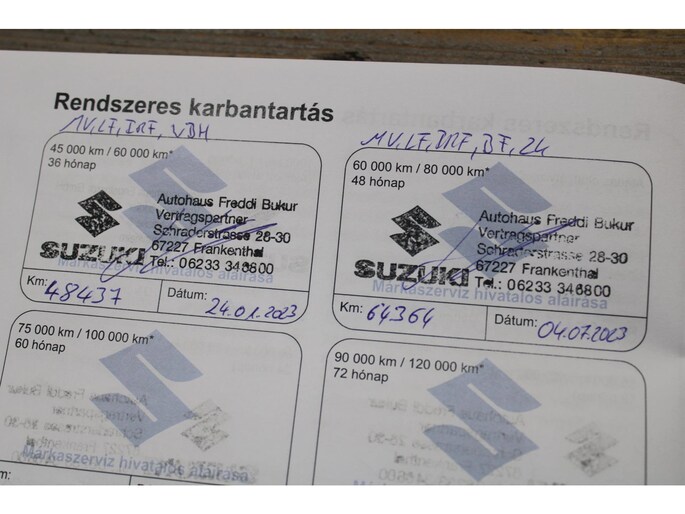 Rendszeres karbantartás
MV, LF, IRF, VBH
45 000 km / 60 000 km*
36 hónap
Autohaus Freddi Bukur
Vertragspartner
Schraderstrasse 28-30
67227 Frankenthal
SUZUKI Tel.: 06233 346800
Márkaszerviz hivatalos aláírása
Km: 48437 Dátum: 24.01.2023
MV, LF, IRF, BF, ZK
60 000 km / 80 000 km*
48 hónap
Autohaus Freddi Bukur
Vertragspartner
Schraderstrasse 28-30
67227 Frankenthal
SUZUKI Tel.: 06233 346800
Márkaszerviz hivatalos aláírása
Km: 64364 Dátum: 04.07.2023
75 000 km / 100 000 km*
60 hónap
Márkaszerviz hivatalos aláírása
90 000 km / 120 000 km*
72 hónap